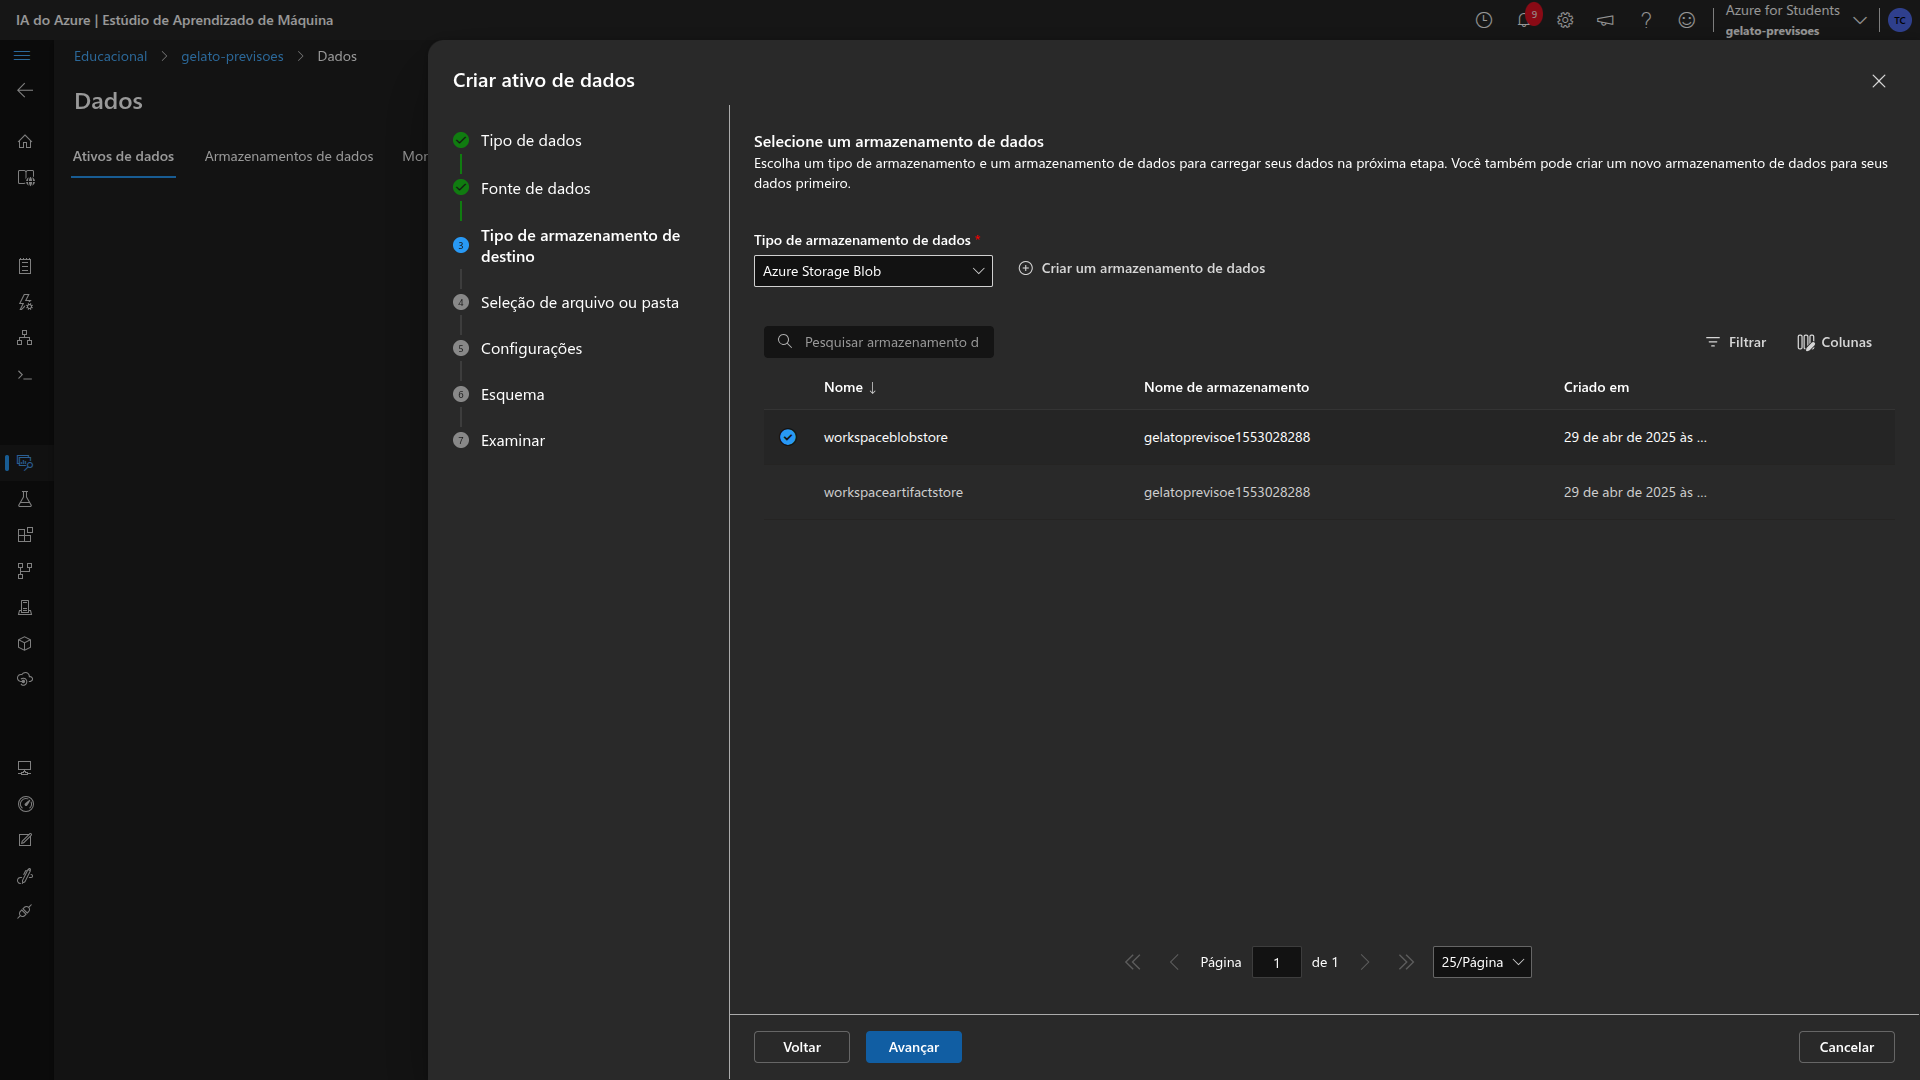 IA do Azure | Estúdio de Aprendizado de Máquina
9
Azure for Students
gelato-previsoes
TC
Educacional > gelato-previsoes > Dados
Dados
Ativos de dados
Armazenamentos de dados
Mor
Criar ativo de dados
Tipo de dados
Fonte de dados
3
Tipo de armazenamento de
destino
4
Seleção de arquivo ou pasta
5
Configurações
6
Esquema
7
Examinar
Selecione um armazenamento de dados
Escolha um tipo de armazenamento e um armazenamento de dados para carregar seus dados na próxima etapa. Você também pode criar um novo armazenamento de dados para seus
dados primeiro.
Tipo de armazenamento de dados *
Azure Storage Blob
Criar um armazenamento de dados
Pesquisar armazenamento d
Filtrar
Colunas
Nome ↓
Nome de armazenamento
Criado em
workspaceblobstore
gelatoprevisoe1553028288
29 de abr de 2025 às ...
workspaceartifactstore
gelatoprevisoe1553028288
29 de abr de 2025 às ...
Página 1 de 1
25/Página
Voltar
Avançar
Cancelar